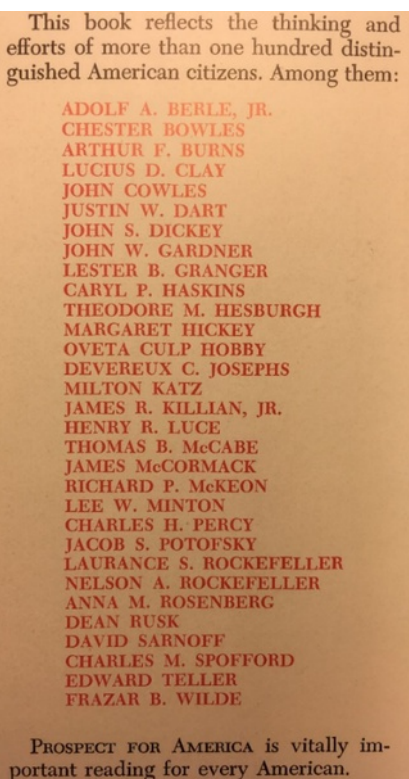 This book reflects the thinking and
efforts of more than one hundred distin-
guished American citizens. Among them:
ADOLF A. BERLE, JR.
CHESTER BOWLES
ARTHUR F. BURNS
LUCIUS D. CLAY
JOHN COWLES
JUSTIN W. DART
JOHN S. DICKEY
JOHN W. GARDNER
LESTER B. GRANGER
CARYL P. HASKINS
THEODORE M. HESBURGH
MARGARET HICKEY
OVETA CULP HOBBY
DEVEREUX C. JOSEPHS
MILTON KATZ
JAMES R. KILLIAN, JR.
HENRY R. LUCE
THOMAS B. McCABE
JAMES McCORMACK
RICHARD P. McKEON
LEE W. MINTON
CHARLES H. PERCY
JACOB S. POTOFSKY
LAURANCE S. ROCKEFELLER
NELSON A. ROCKEFELLER
ANNA M. ROSENBERG
DEAN RUSK
DAVID SARNOFF
CHARLES M. SPOFFORD
EDWARD TELLER
FRAZAR B. WILDE
PROSPECT FOR AMERICA is vitally im-
portant reading for every American.